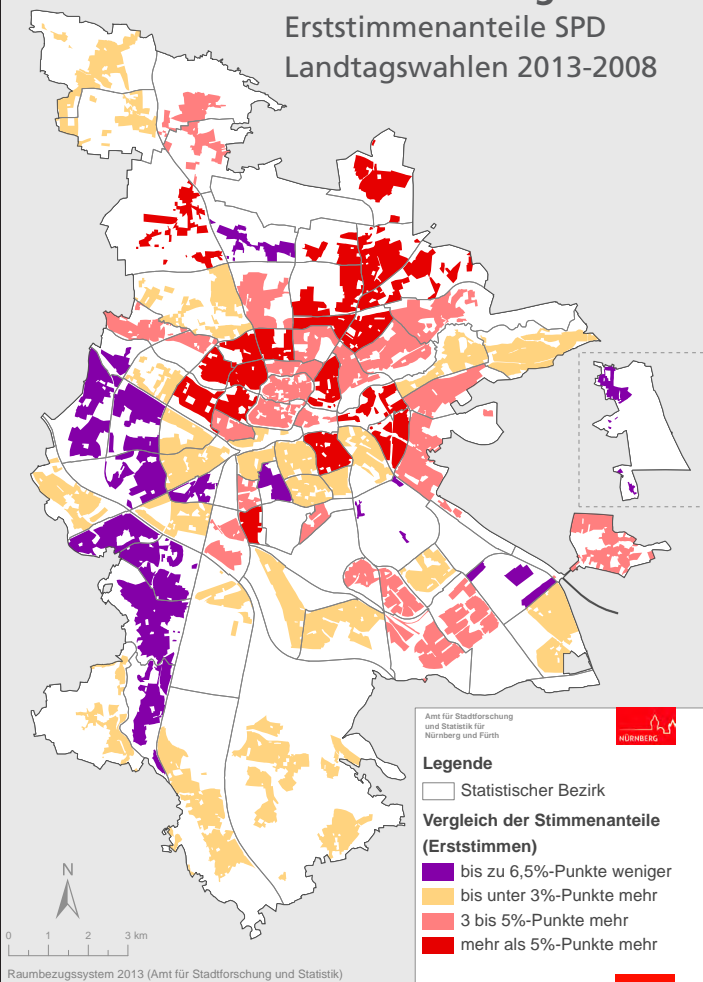 Erststimmenanteile SPD
Landtagswahlen 2013-2008
Amt für Stadtforschung
und Statistik für
Nürnberg und Fürth
NÜRNBERG
Legende
Statistischer Bezirk
Vergleich der Stimmenanteile
(Erststimmen)
bis zu 6,5%-Punkte weniger
bis unter 3%-Punkte mehr
3 bis 5%-Punkte mehr
mehr als 5%-Punkte mehr
N
0 1 2 3 km
Raumbezugssystem 2013 (Amt für Stadtforschung und Statistik)